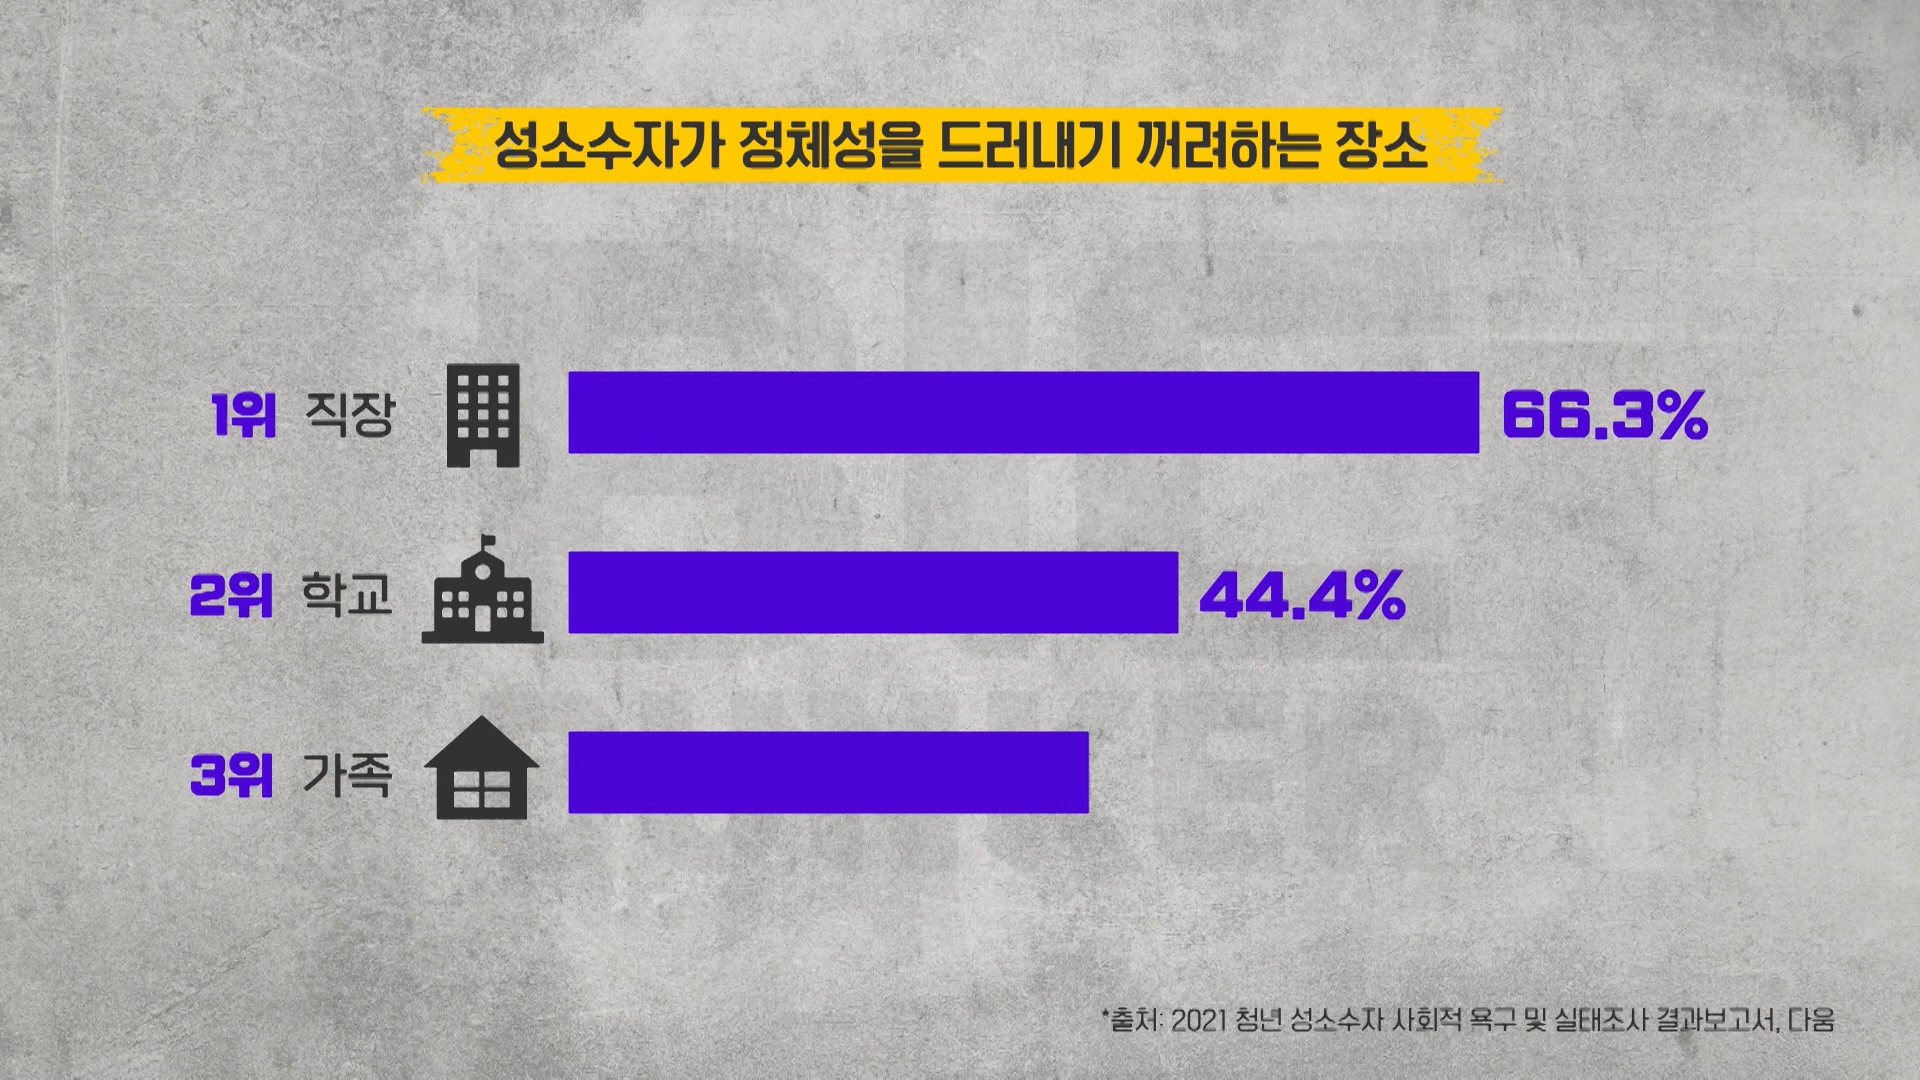 성소수자가 정체성을 드러내기 꺼려하는 장소
1위 직장 66.3%
2위 학교 44.4%
3위 가족
*출처: 2021 청년 성소수자 사회적 욕구 및 실태조사 결과보고서, 다움